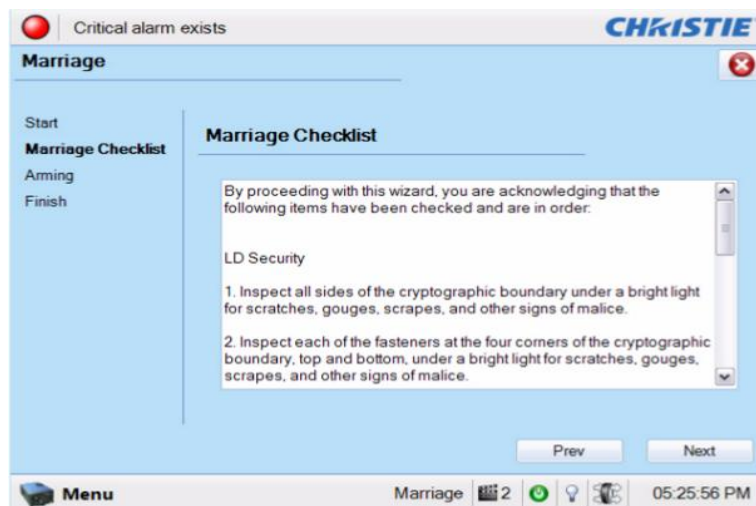 Critical alarm exists
CHRISTIE
Marriage
Start
Marriage Checklist
Arming
Finish
Marriage Checklist
By proceeding with this wizard, you are acknowledging that the
following items have been checked and are in order:
LD Security
1. Inspect all sides of the cryptographic boundary under a bright light
for scratches, gouges, scrapes, and other signs of malice.
2. Inspect each of the fasteners at the four corners of the cryptographic
boundary, top and bottom, under a bright light for scratches, gouges,
scrapes, and other signs of malice.
Prev
Next
Menu
Marriage
2
05:25:56 PM